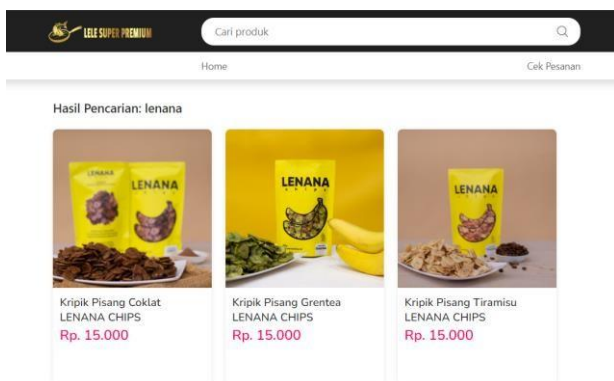 LELE SUPER PREMIUM
Cari produk
Home
Cek Pesanan
Hasil Pencarian: lenana
LENANA
LENANA
LENANA
CHIPS
LENANA
Kripik Pisang Coklat
LENANA CHIPS
Rp. 15.000
Kripik Pisang Grentea
LENANA CHIPS
Rp. 15.000
Kripik Pisang Tiramisu
LENANA CHIPS
Rp. 15.000